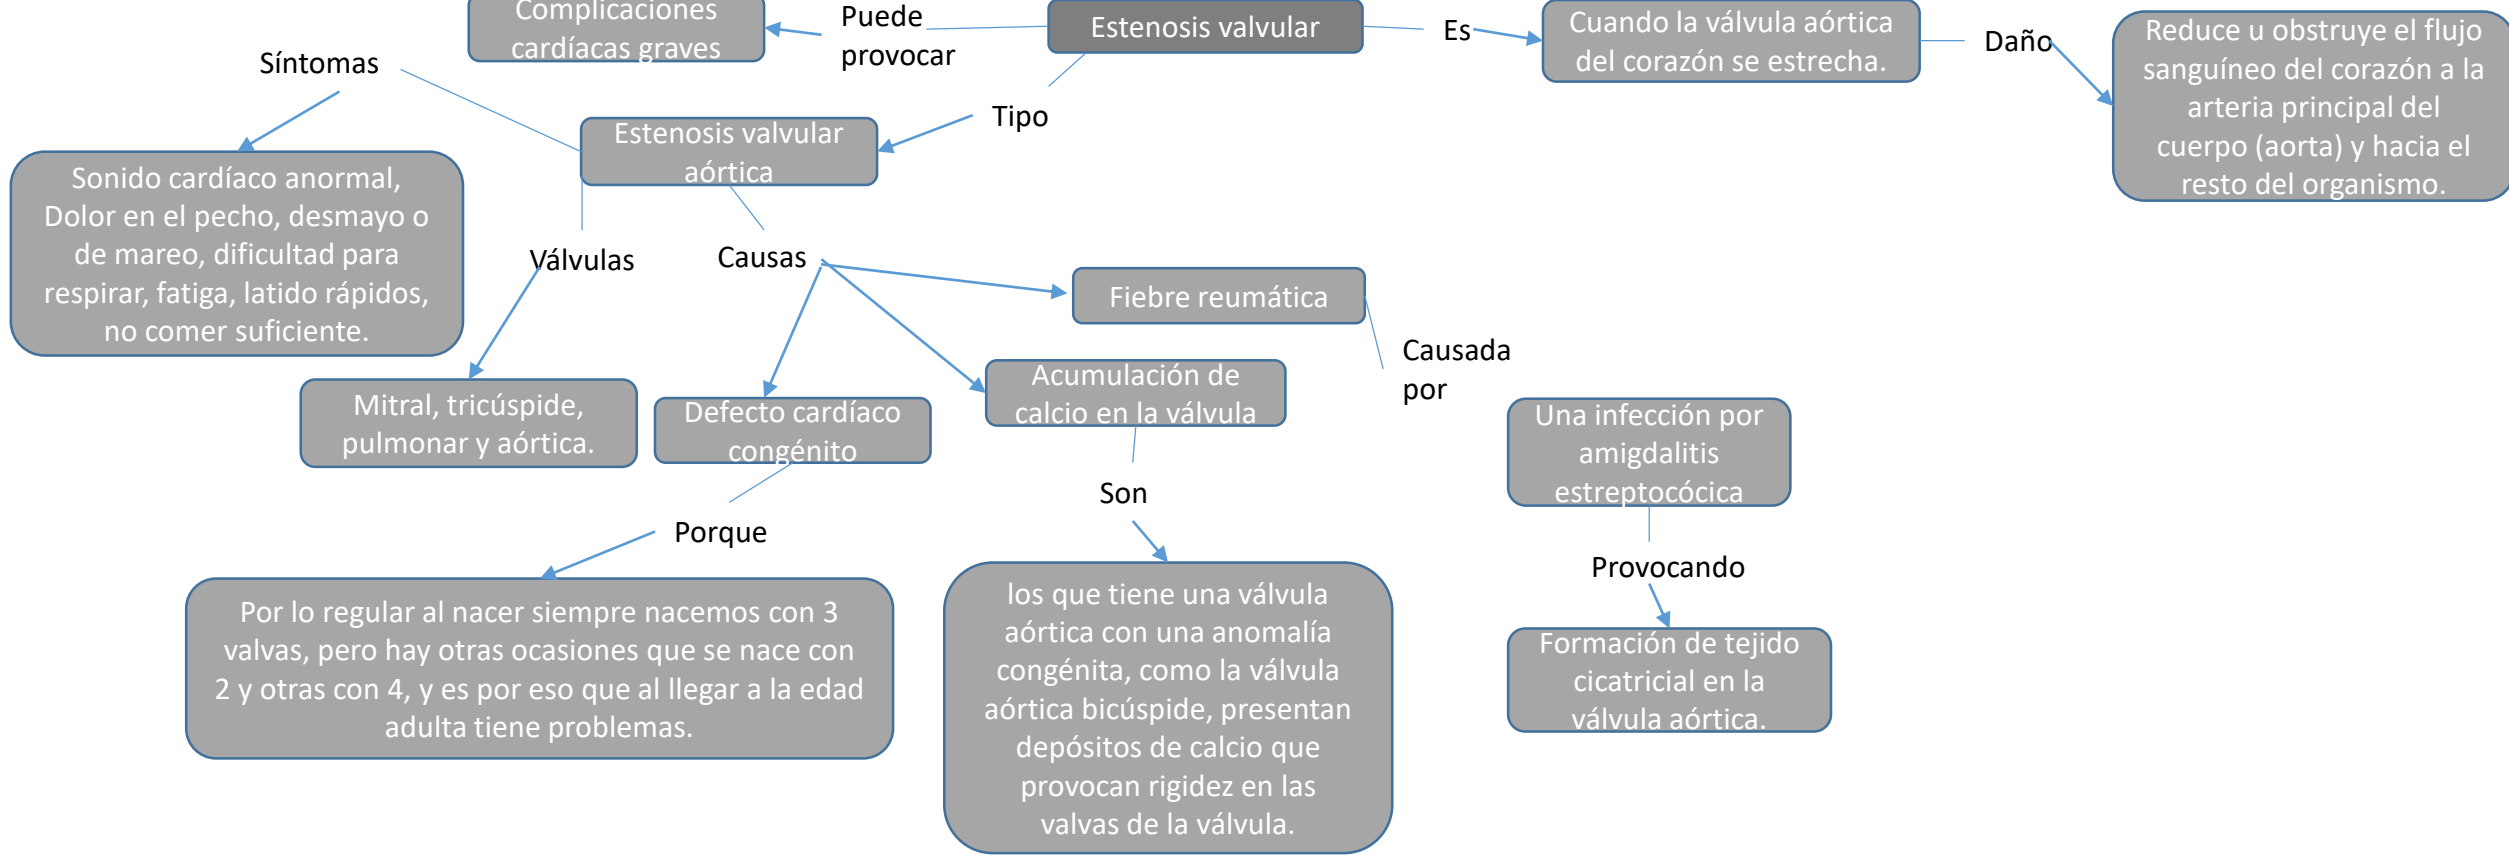 Complicaciones
cardíacas graves
Puede
provocar
Estenosis valvular
Es
Cuando la válvula aórtica
del corazón se estrecha.
Daño
Reduce u obstruye el flujo
sanguíneo del corazón a la
arteria principal del
cuerpo (aorta) y hacia el
resto del organismo.
Síntomas
Tipo
Estenosis valvular
aórtica
Sonido cardíaco anormal,
Dolor en el pecho, desmayo o
de mareo, dificultad para
respirar, fatiga, latido rápidos,
no comer suficiente.
Válvulas
Causas
Fiebre reumática
Causada
por
Mitral, tricúspide,
pulmonar y aórtica.
Defecto cardíaco
congénito
Acumulación de
calcio en la válvula
Una infección por
amigdalitis
estreptocócica
Porque
Son
Provocando
Por lo regular al nacer siempre nacemos con 3
valvas, pero hay otras ocasiones que se nace con
2 y otras con 4, y es por eso que al llegar a la edad
adulta tiene problemas.
los que tiene una válvula
aórtica con una anomalía
congénita, como la válvula
aórtica bicúspide, presentan
depósitos de calcio que
provocan rigidez en las
valvas de la válvula.
Formación de tejido
cicatricial en la
válvula aórtica.